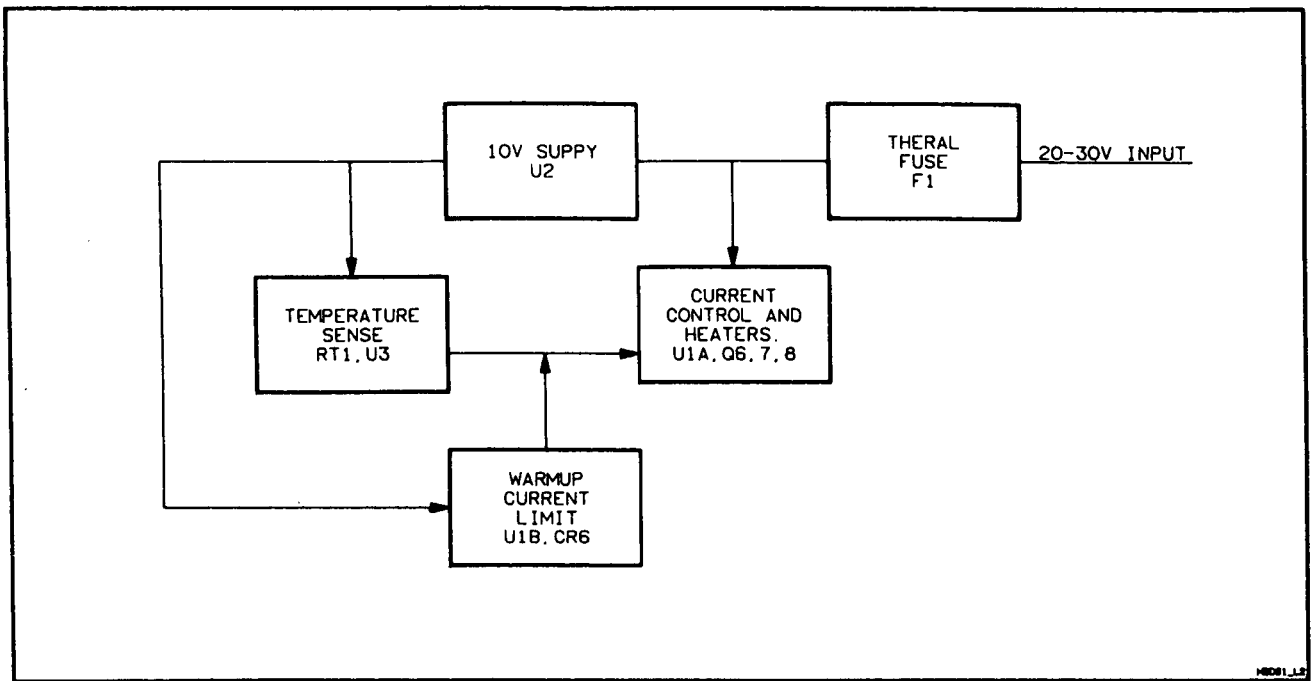 10V SUPPY
U2
THERAL
FUSE
F1
20-30V INPUT
TEMPERATURE
SENSE
RT1, U3
CURRENT
CONTROL AND
HEATERS.
U1A, Q6, 7, 8
WARMUP
CURRENT
LIMIT
U1B, CR6